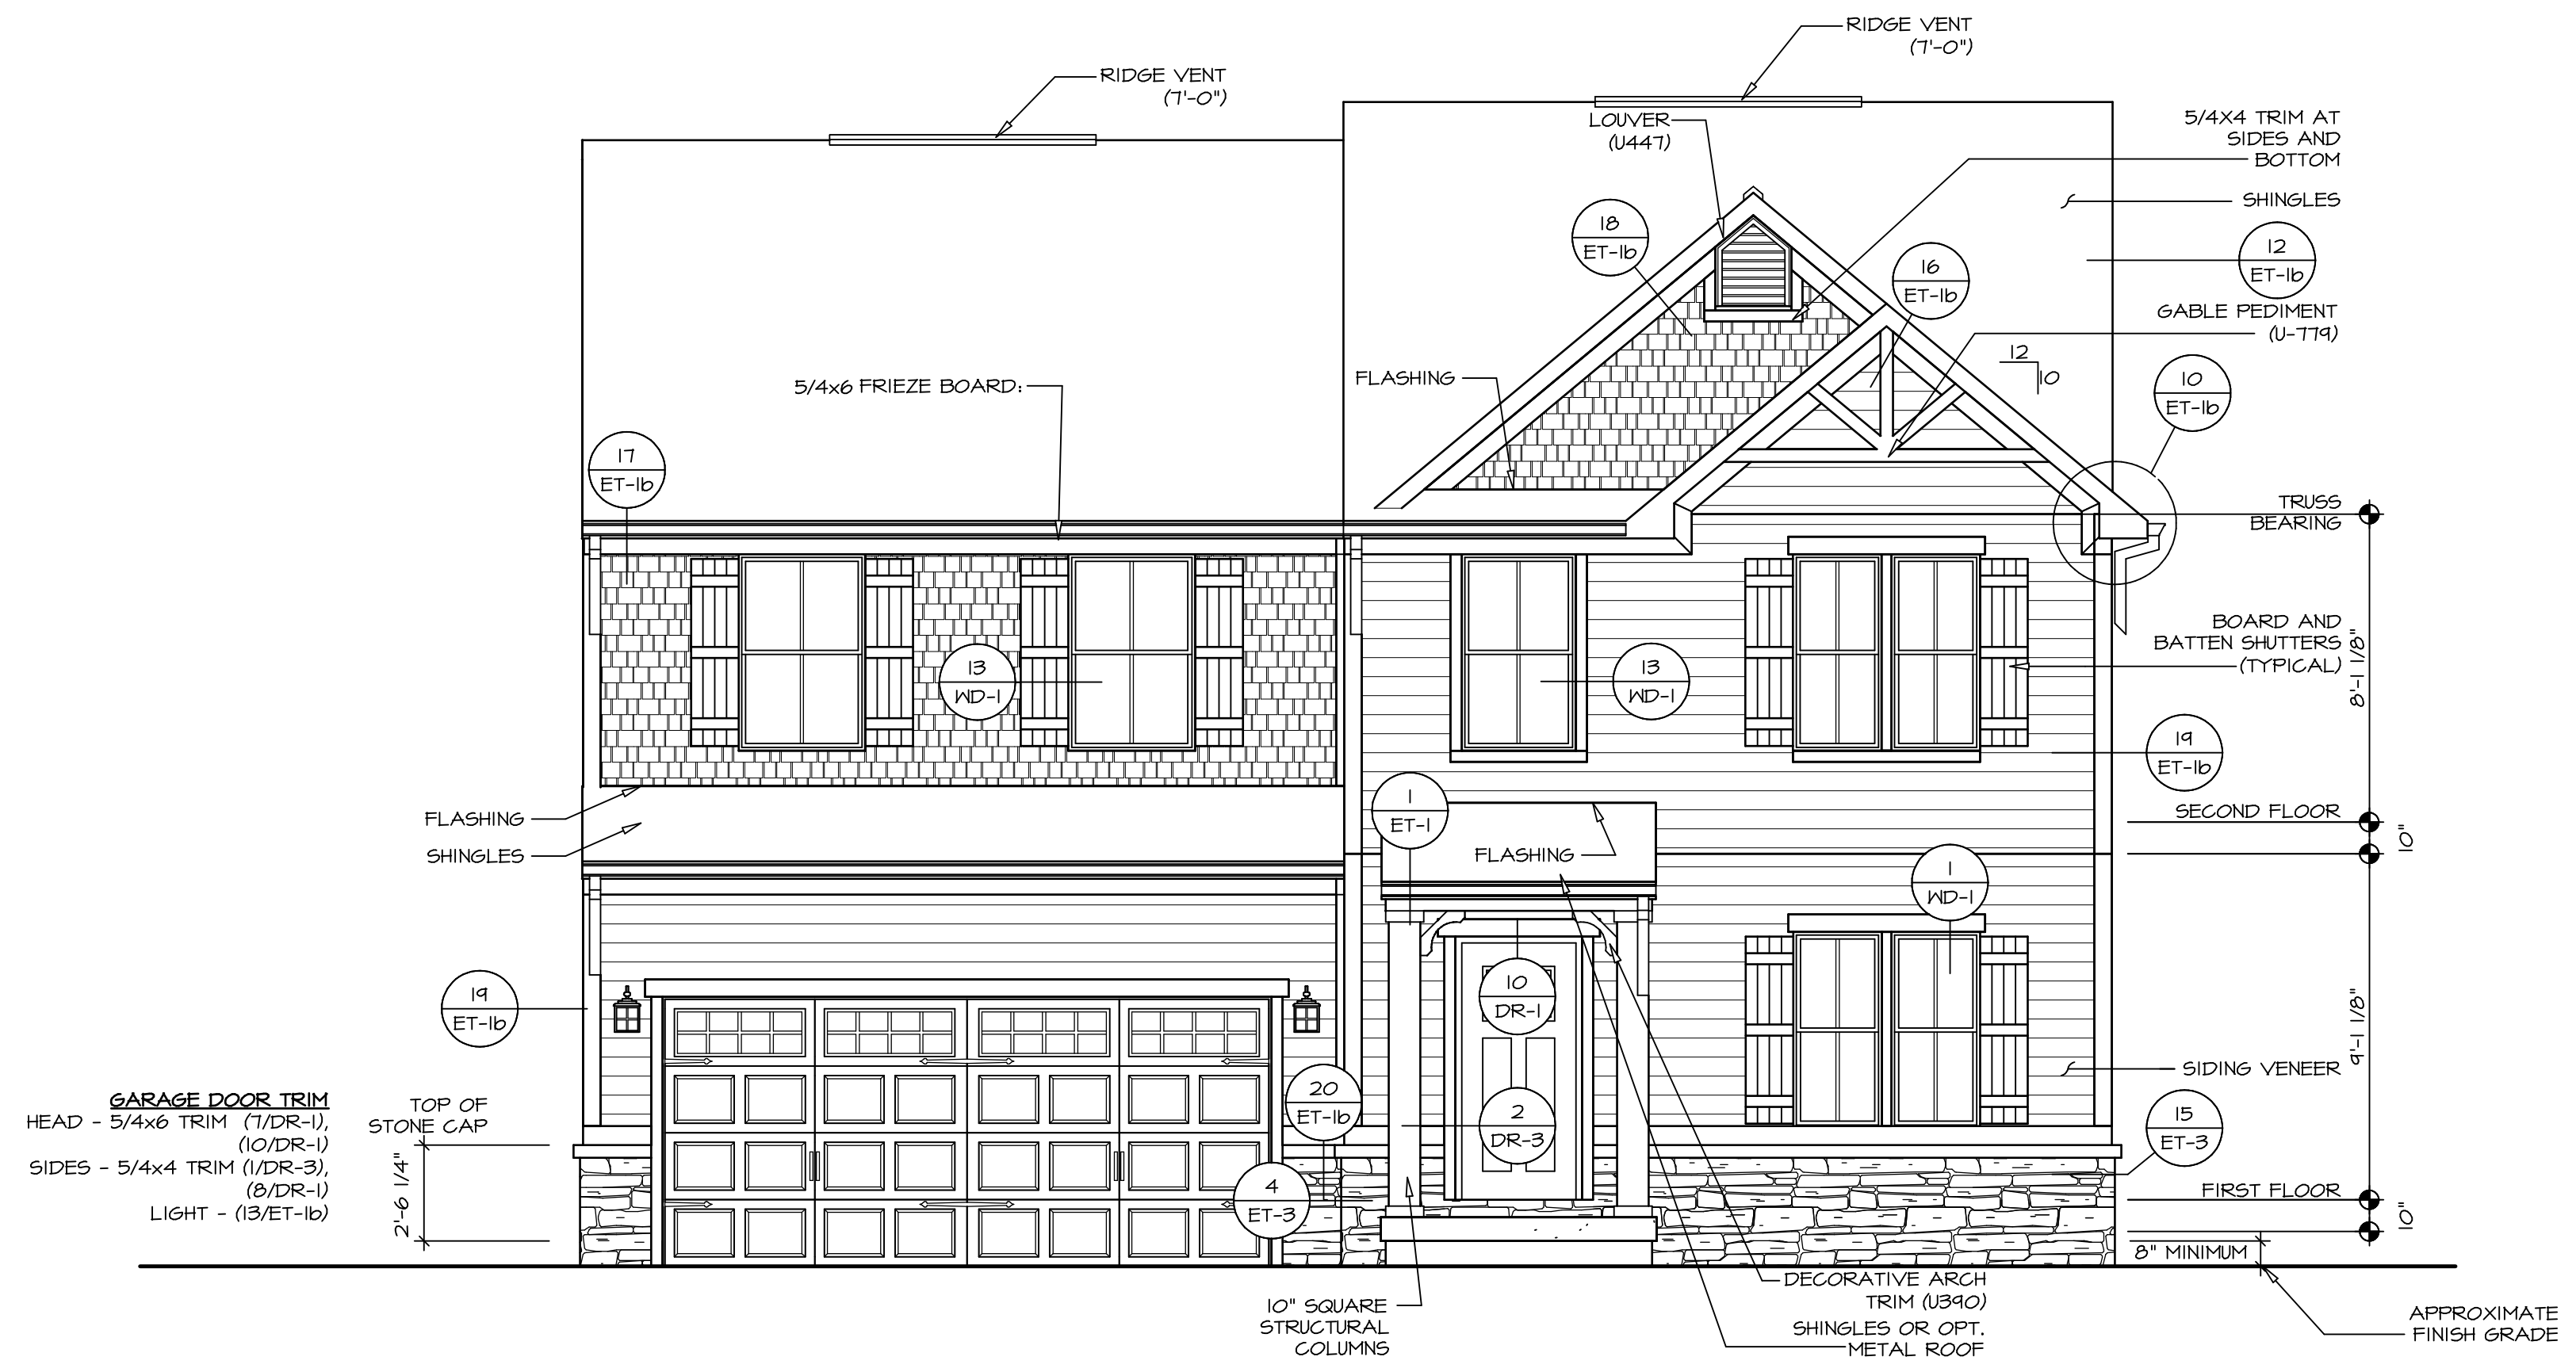 RIDGE VENT
(7'-0")
RIDGE VENT
(7'-0")
LOUVER
(U447)
5/4X4 TRIM AT
SIDES AND
BOTTOM
SHINGLES
18
ET-1b
12
ET-1b
16
ET-1b
GABLE PEDIMENT
(U-779)
12
10
10
ET-1b
FLASHING
5/4x6 FRIEZE BOARD:
17
ET-1b
TRUSS
BEARING
BOARD AND
BATTEN SHUTTERS
(TYPICAL)
8'-1 1/8"
13
WD-1
13
WD-1
19
ET-1b
1
ET-1
SECOND FLOOR
10"
FLASHING
SHINGLES
FLASHING
1
WD-1
19
ET-1b
10
DR-1
9'-1 1/8"
SIDING VENEER
GARAGE DOOR TRIM
HEAD - 5/4x6 TRIM (7/DR-1),
(10/DR-1)
SIDES - 5/4x4 TRIM (1/DR-3),
(8/DR-1)
LIGHT - (13/ET-1b)
TOP OF
STONE CAP
2'-6 1/4"
20
ET-1b
2
DR-3
15
ET-3
4
ET-3
FIRST FLOOR
10"
8" MINIMUM
DECORATIVE ARCH
TRIM (U390)
10" SQUARE
STRUCTURAL
COLUMNS
SHINGLES OR OPT.
METAL ROOF
APPROXIMATE
FINISH GRADE